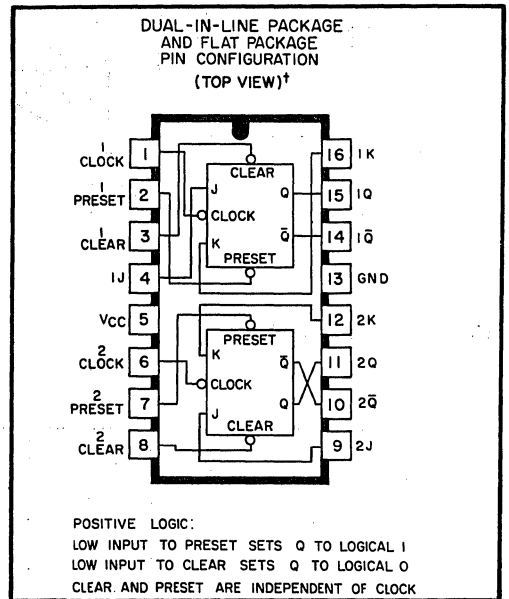 DUAL-IN-LINE PACKAGE
AND FLAT PACKAGE
PIN CONFIGURATION
(TOP VIEW)†
1 CLOCK 1
1 PRESET 2
1 CLEAR 3
1J 4
VCC 5
2 CLOCK 6
2 PRESET 7
2 CLEAR 8
CLEAR
J Q
CLOCK
K Q̄
PRESET
PRESET
K Q̄
CLOCK
J Q
CLEAR
16 1K
15 1Q
14 1Q̄
13 GND
12 2K
11 2Q
10 2Q̄
9 2J
POSITIVE LOGIC:
LOW INPUT TO PRESET SETS Q TO LOGICAL 1
LOW INPUT TO CLEAR SETS Q TO LOGICAL 0
CLEAR AND PRESET ARE INDEPENDENT OF CLOCK